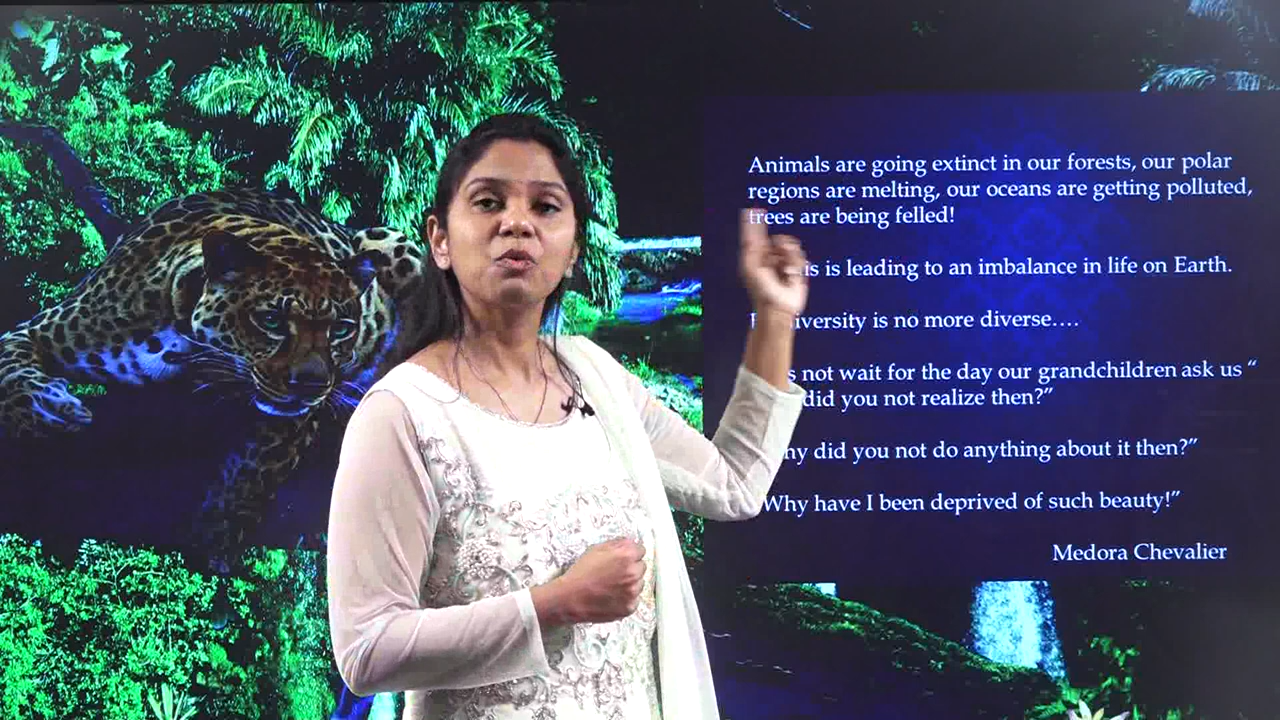 Animals are going extinct in our forests, our polar
regions are melting, our oceans are getting polluted,
trees are being felled!
is is leading to an imbalance in life on Earth.
iversity is no more diverse….
s not wait for the day our grandchildren ask us “
did you not realize then?”
hy did you not do anything about it then?”
Why have I been deprived of such beauty!”
Medora Chevalier